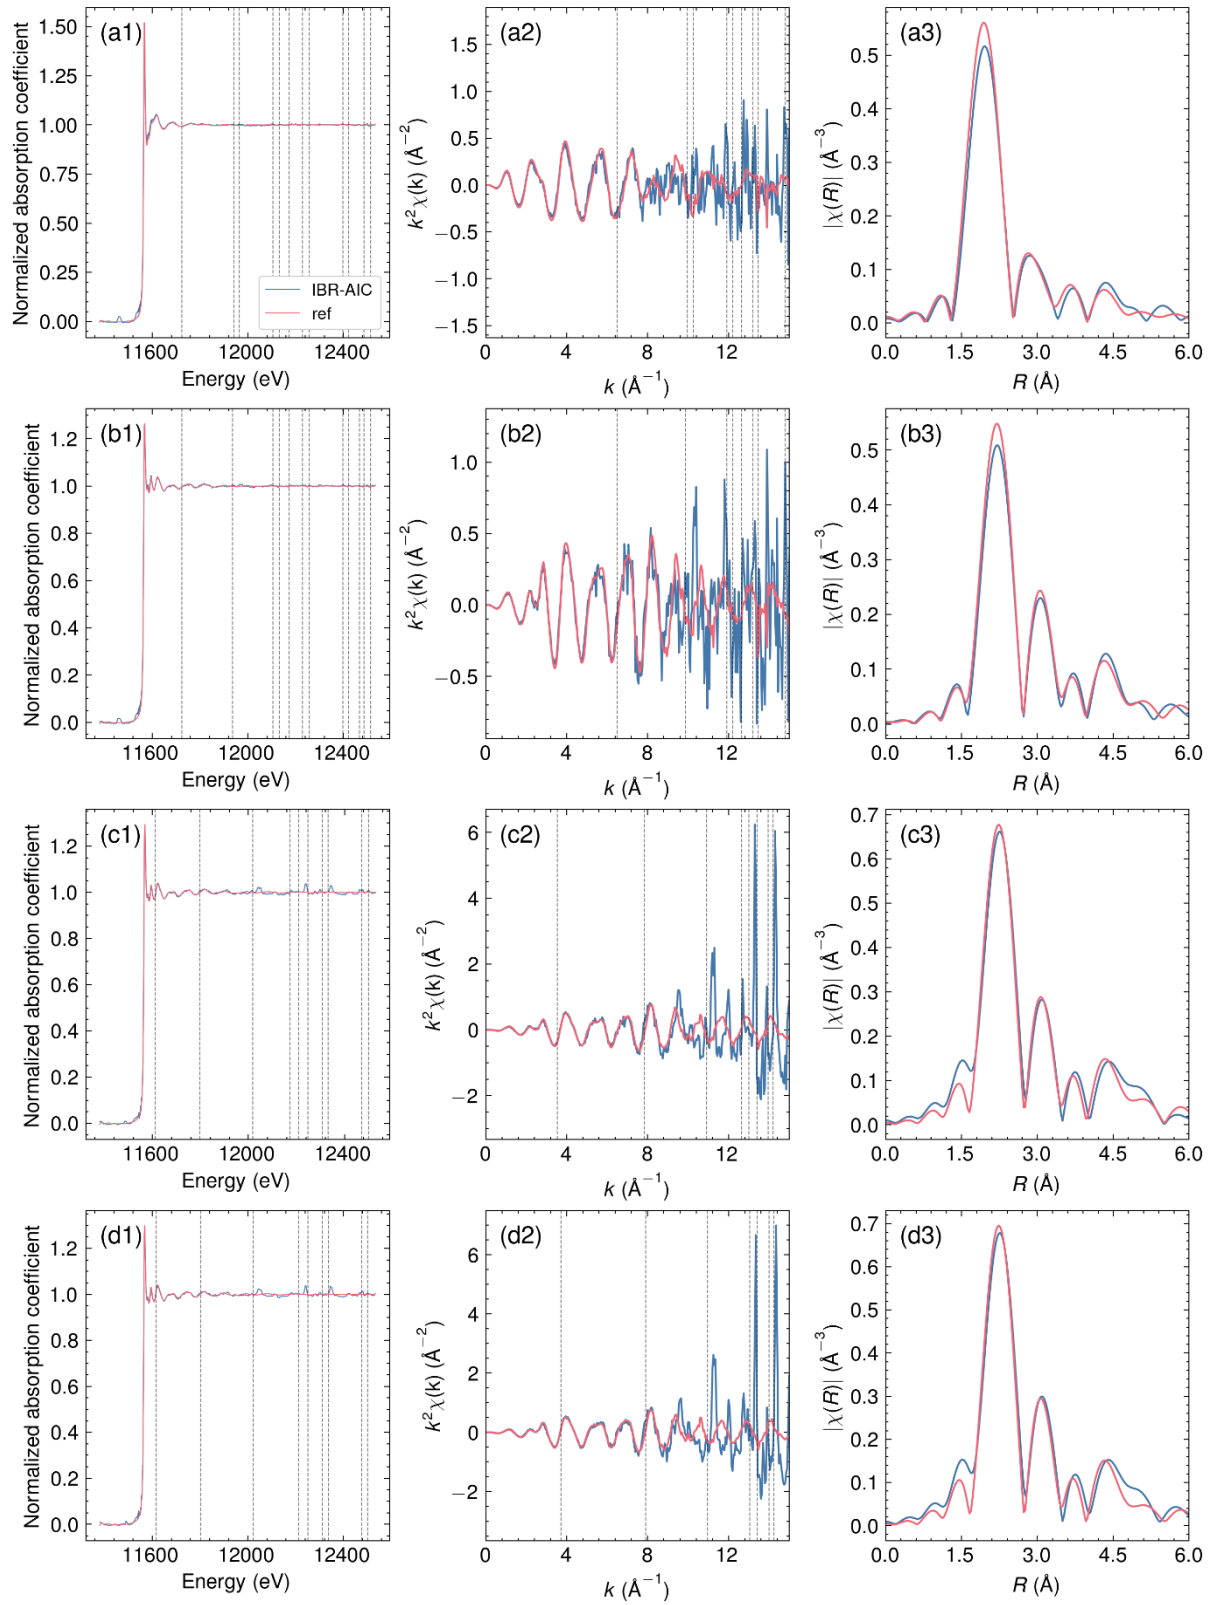 (a1)
Normalized absorption coefficient
1.50
1.25
1.00
0.75
0.50
0.25
0.00
IBR-AIC
ref
11600 12000 12400
Energy (eV)
(a2)
k²χ(k) (Å⁻²)
1.5
1.0
0.5
0.0
−0.5
−1.0
−1.5
0 4 8 12
k (Å⁻¹)
(a3)
|χ(R)| (Å⁻³)
0.5
0.4
0.3
0.2
0.1
0.0
0.0 1.5 3.0 4.5 6.0
R (Å)
(b1)
Normalized absorption coefficient
1.2
1.0
0.8
0.6
0.4
0.2
0.0
11600 12000 12400
Energy (eV)
(b2)
k²χ(k) (Å⁻²)
1.0
0.5
0.0
−0.5
0 4 8 12
k (Å⁻¹)
(b3)
|χ(R)| (Å⁻³)
0.5
0.4
0.3
0.2
0.1
0.0
0.0 1.5 3.0 4.5 6.0
R (Å)
(c1)
Normalized absorption coefficient
1.2
1.0
0.8
0.6
0.4
0.2
0.0
11600 12000 12400
Energy (eV)
(c2)
k²χ(k) (Å⁻²)
6
4
2
0
−2
0 4 8 12
k (Å⁻¹)
(c3)
|χ(R)| (Å⁻³)
0.7
0.6
0.5
0.4
0.3
0.2
0.1
0.0
0.0 1.5 3.0 4.5 6.0
R (Å)
(d1)
Normalized absorption coefficient
1.2
1.0
0.8
0.6
0.4
0.2
0.0
11600 12000 12400
Energy (eV)
(d2)
k²χ(k) (Å⁻²)
6
4
2
0
−2
0 4 8 12
k (Å⁻¹)
(d3)
|χ(R)| (Å⁻³)
0.7
0.6
0.5
0.4
0.3
0.2
0.1
0.0
0.0 1.5 3.0 4.5 6.0
R (Å)